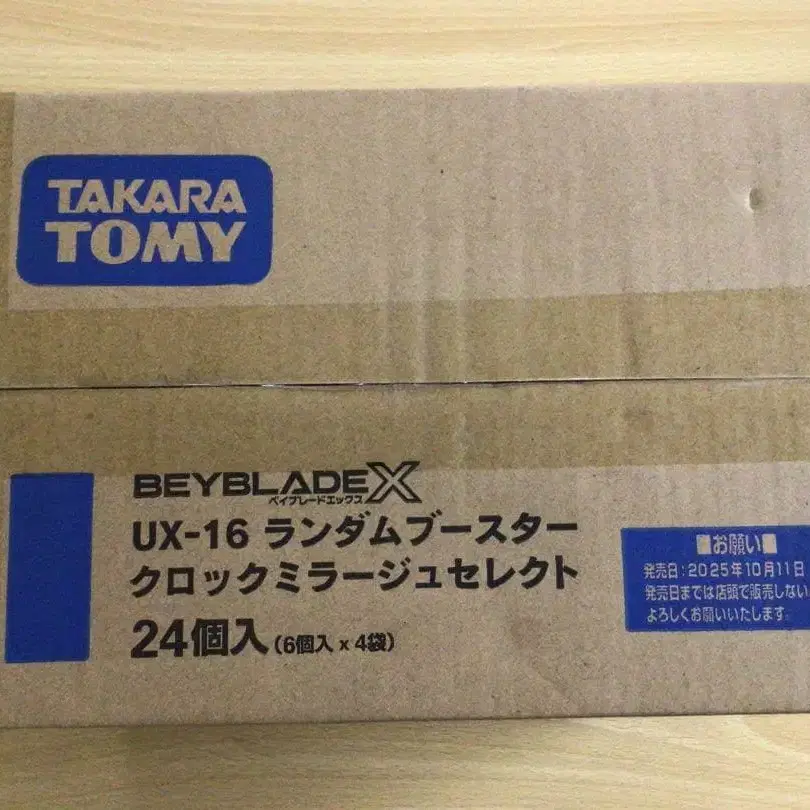 TAKARA
TOMY
BEYBLADE X
ベイブレードエックス
UX-16 ランダムブースター
クロックミラージュセレクト
24個入(6個入 x 4袋)
■お願い■
発売日:2025年10月11日
発売日までは店頭で販売しない
よろしくお願いいたします。